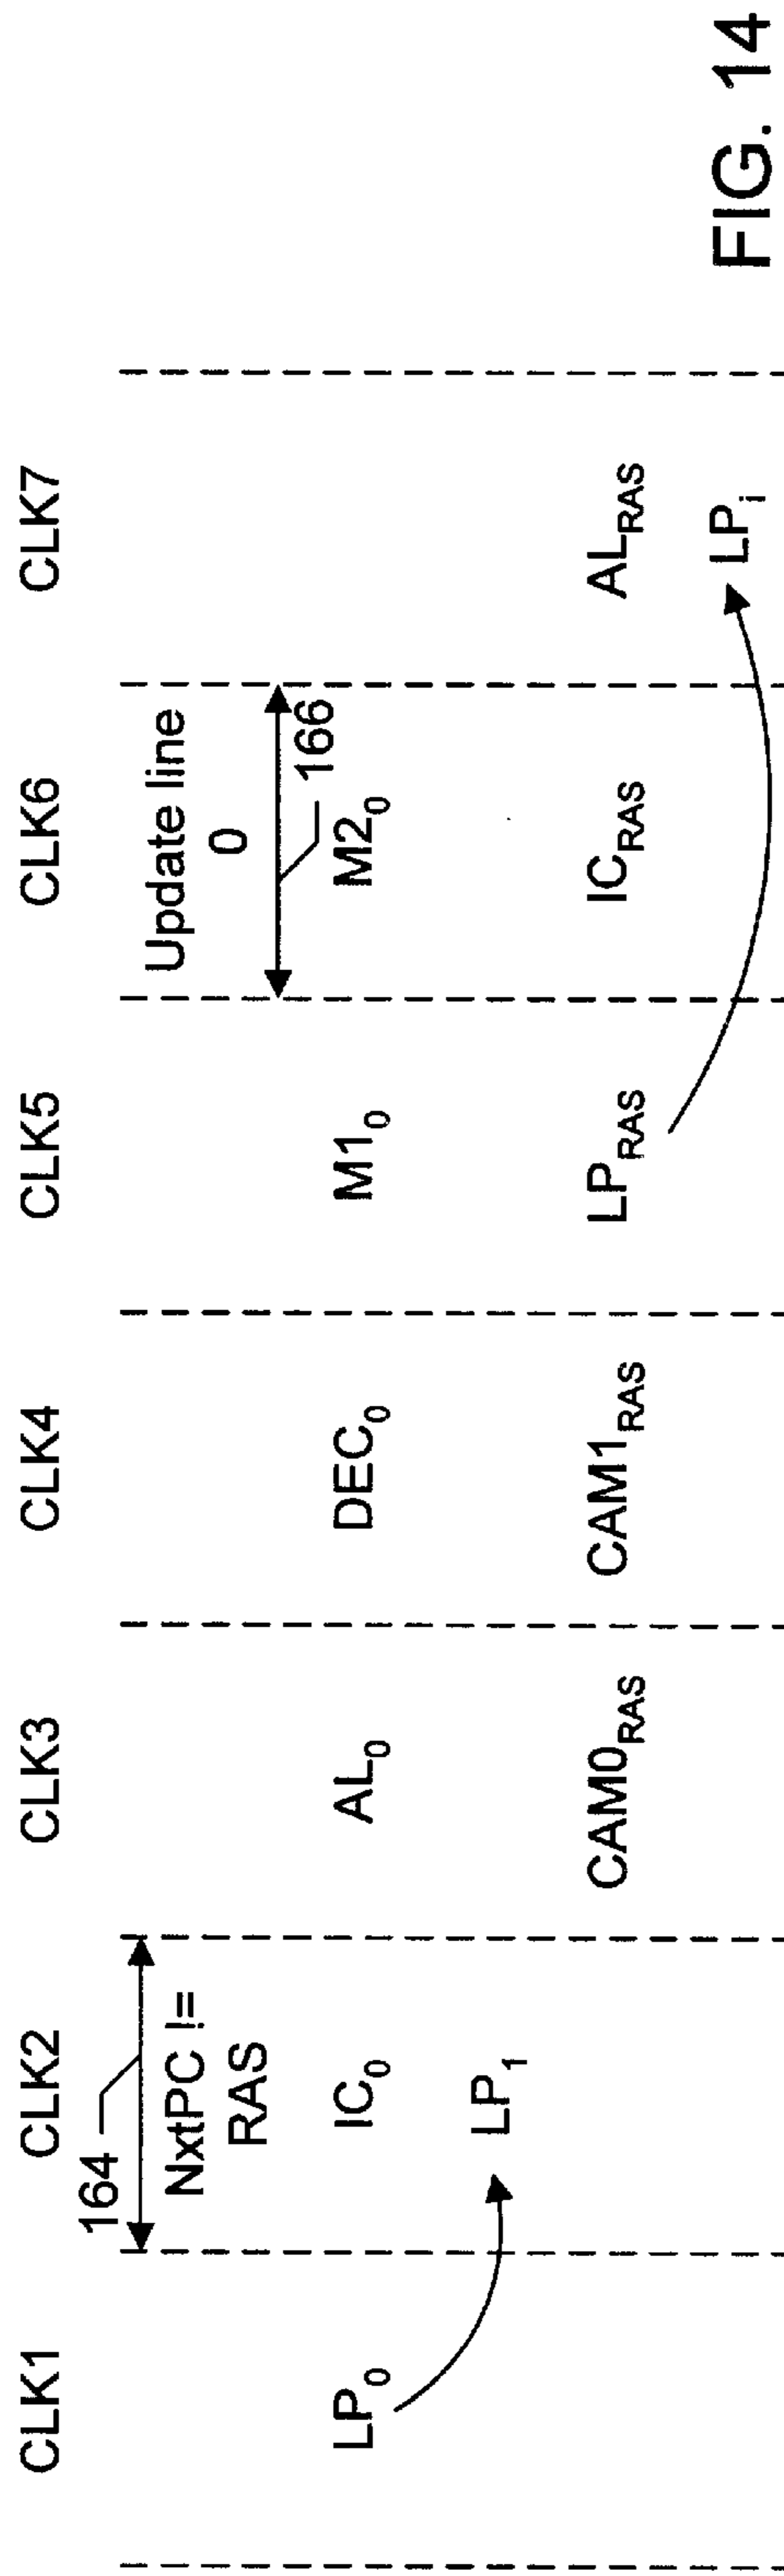 CLK1 CLK2 CLK3 CLK4 CLK5 CLK6 CLK7
164
NxtPC !=
RAS
Update line
0
166
LP0 IC0 AL0 DEC0 M10 M20
LP1
CAM0RAS CAM1RAS LPRAS ICRAS ALRAS
LPi
FIG. 14